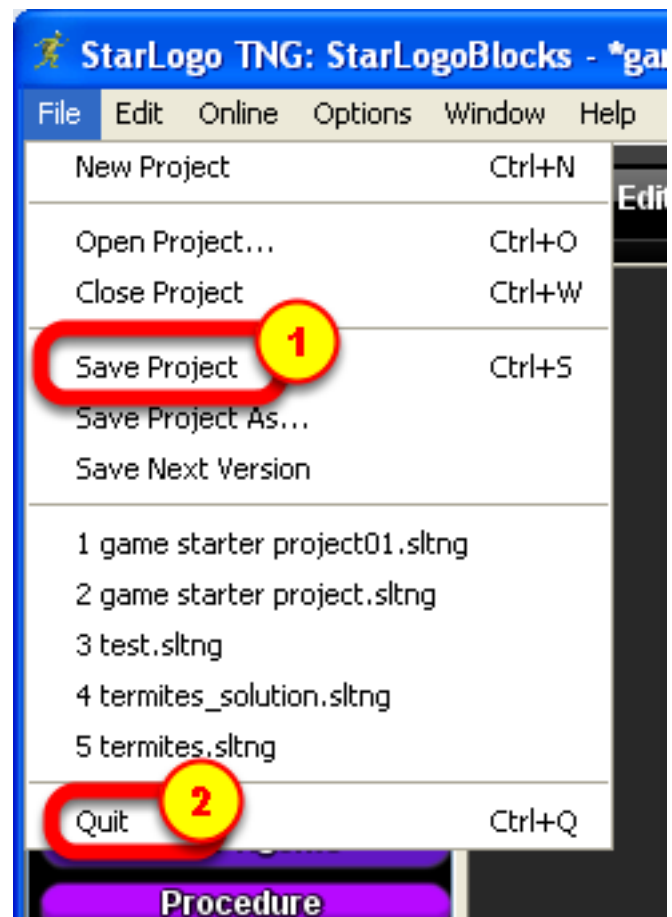 StarLogo TNG: StarLogoBlocks - *gar
File Edit Online Options Window Help
New Project Ctrl+N
Edit
Open Project... Ctrl+O
Close Project Ctrl+W
1
Save Project Ctrl+S
Save Project As...
Save Next Version
1 game starter project01.sltng
2 game starter project.sltng
3 test.sltng
4 termites_solution.sltng
5 termites.sltng
2
Quit Ctrl+Q
Procedure